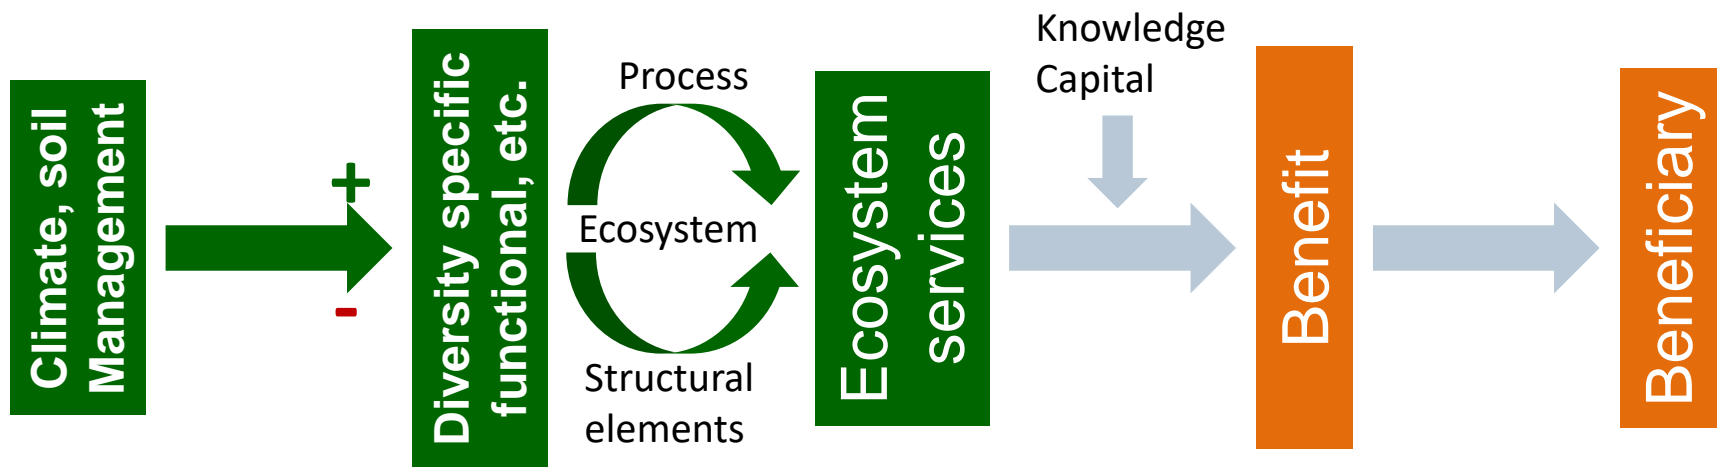 Climate, soil
Management
+
-
Diversity specific
functional, etc.
Process
Ecosystem
Structural
elements
Ecosystem
services
Knowledge
Capital
Benefit
Beneficiary